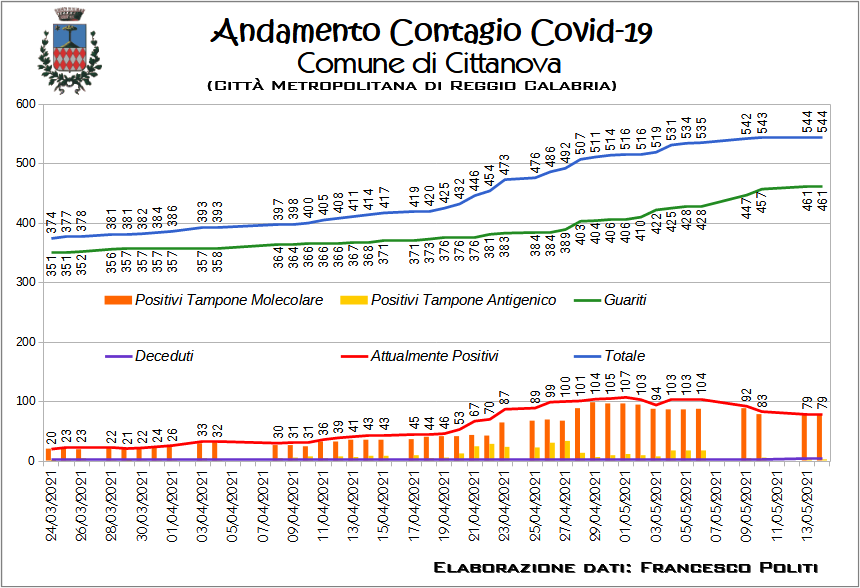 Andamento Contagio Covid-19
Comune di Cittanova
(Città Metropolitana di Reggio Calabria)
600
500
400
300
200
100
0
374 377 378 381 381 382 384 386 393 393 397 398 400 405 408 411 414 417 419 420 425 432 446 454 473 476 486 492 507 511 514 516 516 519 531 534 535 542 543 544 544
351 351 352 356 357 357 357 357 357 358 364 364 366 366 366 367 368 371 371 373 376 376 376 381 383 384 384 389 403 404 406 406 410 422 425 428 428 447 457 461 461
Positivi Tampone Molecolare Positivi Tampone Antigenico Guariti
Deceduti Attualmente Positivi Totale
20 23 23 22 21 22 24 26 33 32 30 31 31 36 39 41 43 43 45 44 46 53 67 70 87 89 99 100 101 104 105 107 103 94 103 103 104 92 83 79 79
24/03/2021 26/03/2021 28/03/2021 30/03/2021 01/04/2021 03/04/2021 05/04/2021 07/04/2021 09/04/2021 11/04/2021 13/04/2021 15/04/2021 17/04/2021 19/04/2021 21/04/2021 23/04/2021 25/04/2021 27/04/2021 29/04/2021 01/05/2021 03/05/2021 05/05/2021 07/05/2021 09/05/2021 11/05/2021 13/05/2021
Elaborazione dati: Francesco Politi